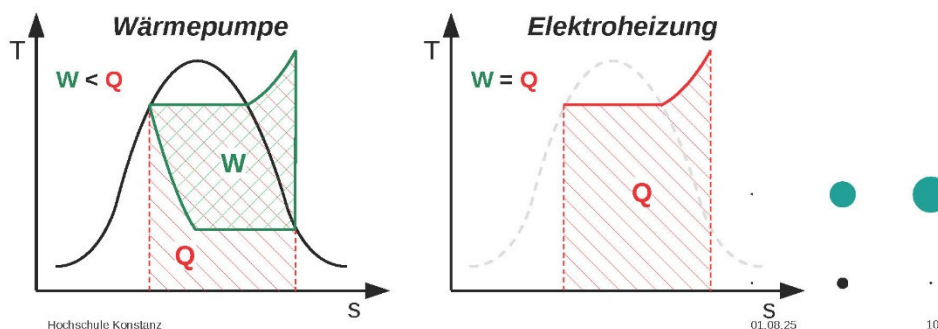 Wärmepumpe
T
W < Q
W
Q
s
Elektroheizung
T
W = Q
Q
s
Hochschule Konstanz
01.08.25
10